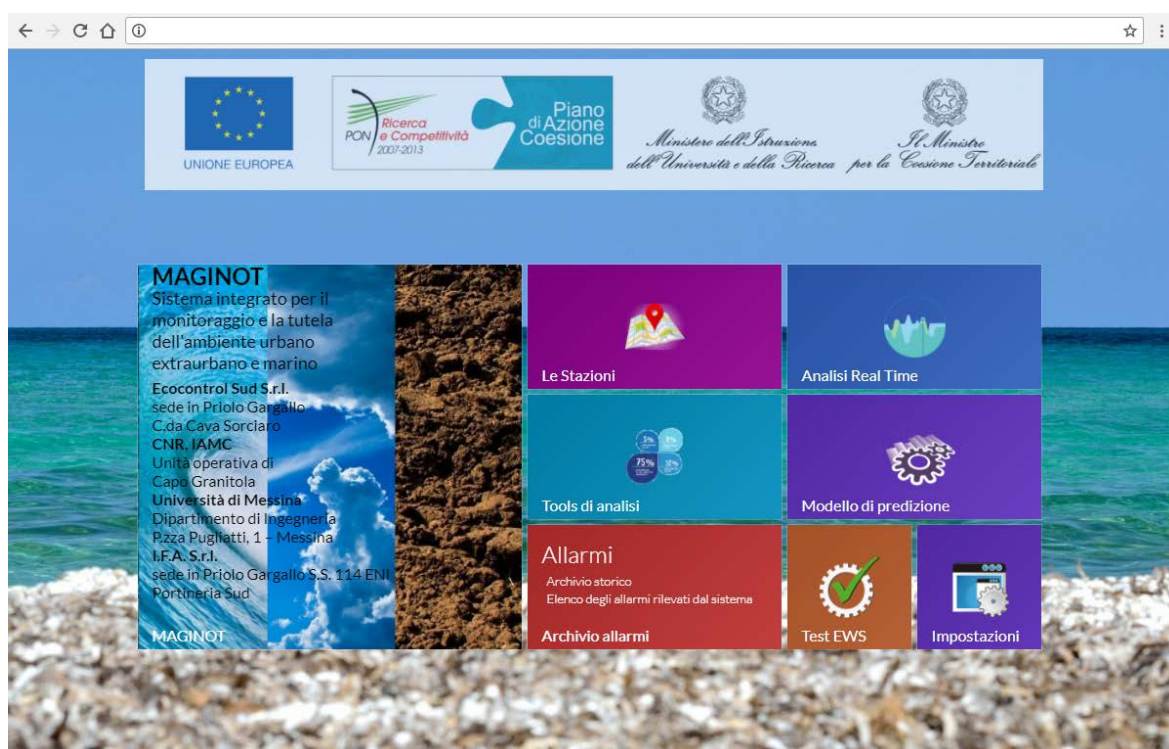 UNIONE EUROPEA
PON Ricerca
e Competitività
2007-2013
Piano
di Azione
Coesione
Ministero dell'Istruzione
dell'Università e della Ricerca
Il Ministro
per la Coesione Territoriale
MAGINOT
Sistema integrato per il
monitoraggio e la tutela
dell'ambiente urbano
extraurbano e marino
Ecocontrol Sud S.r.l.
sede in Priolo Gargallo
C.da Cava Sorciaro
CNR, IAMC
Unità operativa di
Capo Granitola
Università di Messina
Dipartimento di Ingegneria
P.zza Pugliatti, 1 – Messina
I.F.A. S.r.l.
sede in Priolo Gargallo S.S. 114 ENI
Portineria Sud
MAGINOT
Le Stazioni
Analisi Real Time
75%
Tools di analisi
Modello di predizione
Allarmi
Archivio storico
Elenco degli allarmi rilevati dal sistema
Archivio allarmi
Test EWS
Impostazioni